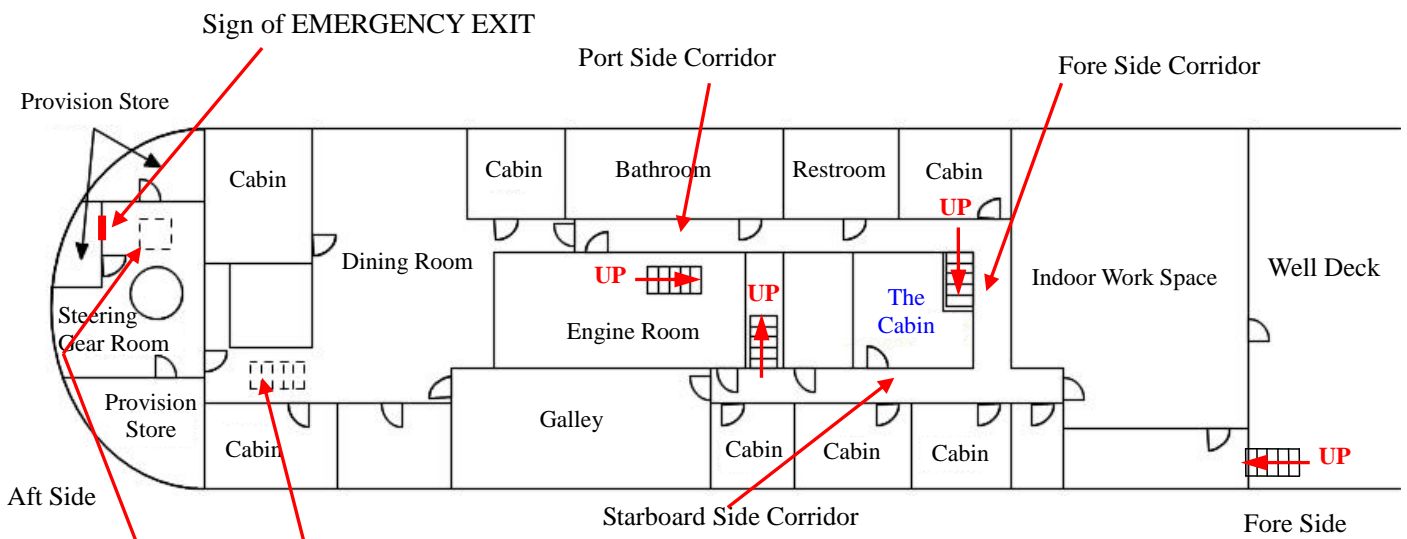 Sign of EMERGENCY EXIT
Port Side Corridor
Fore Side Corridor
Provision Store
Cabin
Cabin
Bathroom
Restroom
Cabin
UP
Dining Room
UP
UP
The
Cabin
Indoor Work Space
Well Deck
Steering
Gear Room
Engine Room
Provision
Store
Galley
Cabin
Cabin
Cabin
Cabin
UP
Aft Side
Starboard Side Corridor
Fore Side